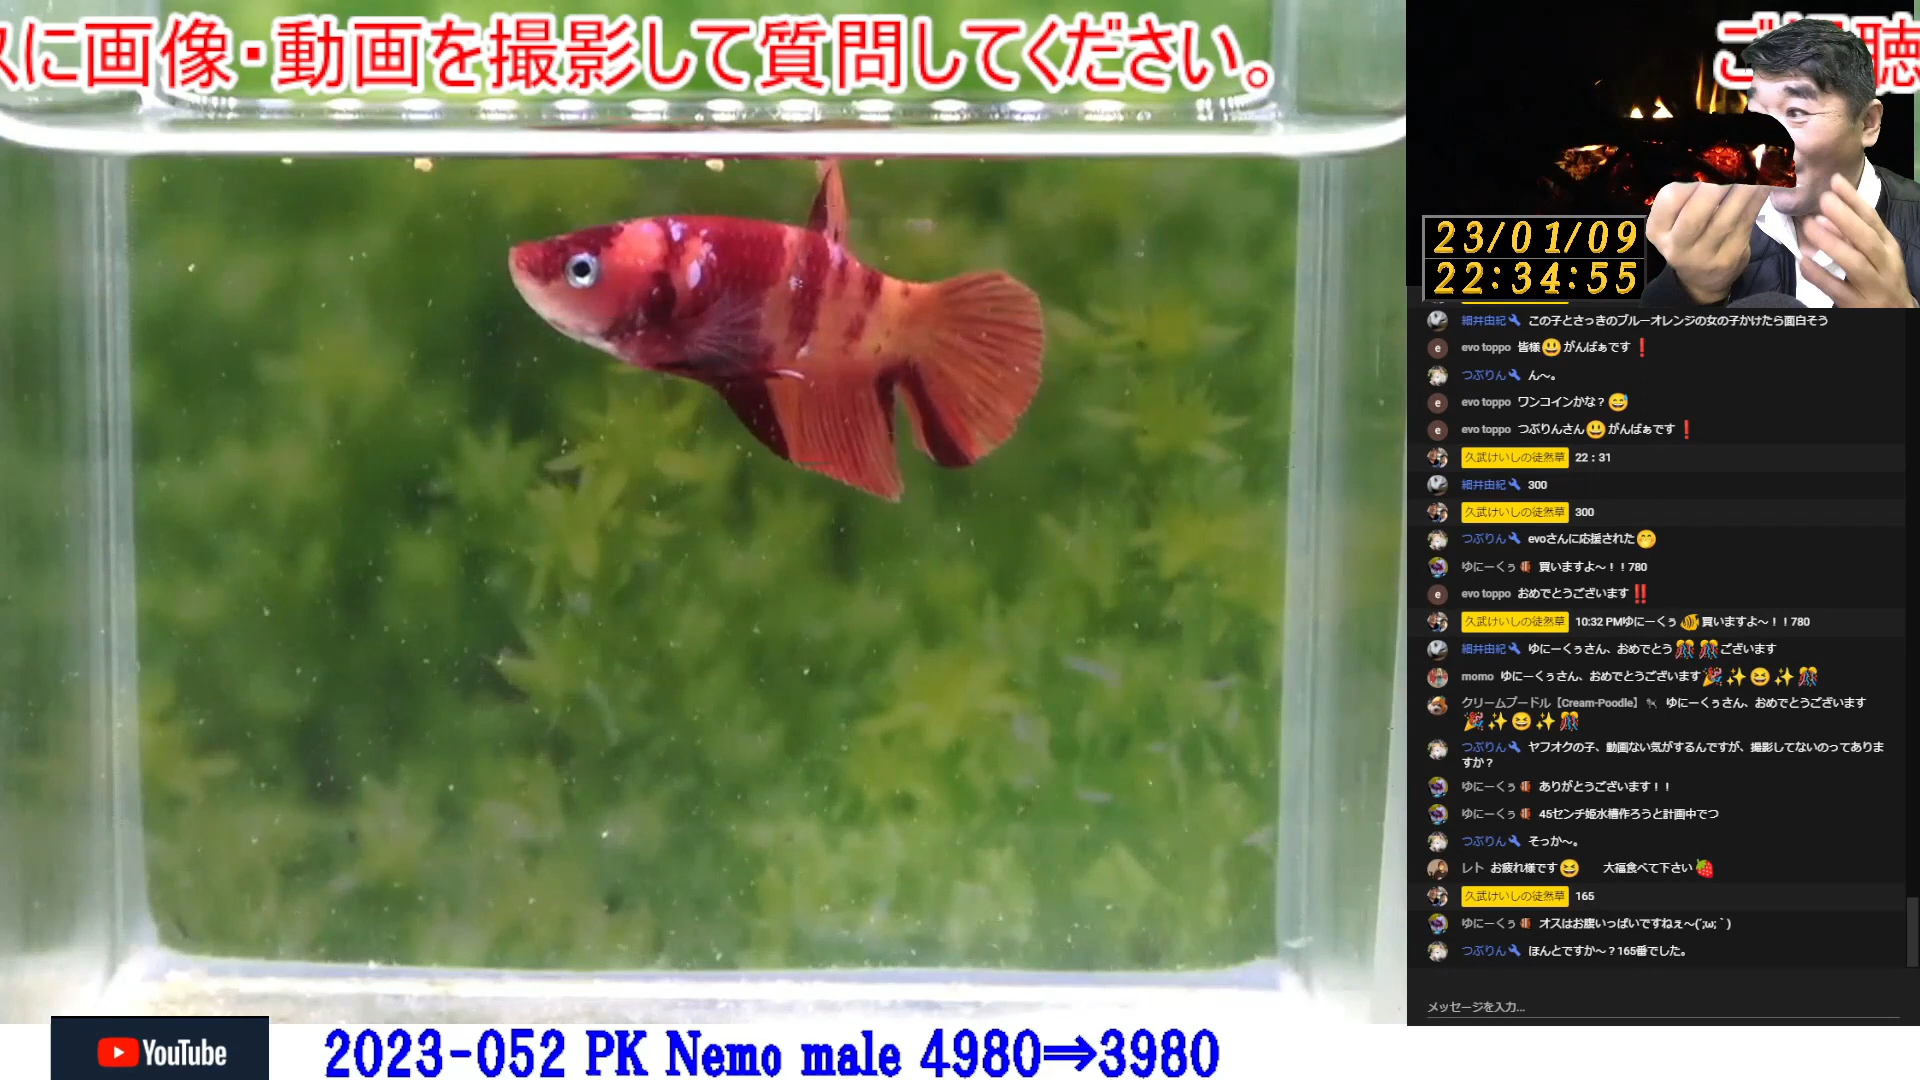 スに画像・動画を撮影して質問してください。
ご視聴
23/01/09
22:34:55
細井由紀 この子とさっきのブルーオレンジの女の子かけたら面白そう
evo toppo 皆様😃がんばぁです❗
つぶりん ん〜。
evo toppo ワンコインかな?😅
evo toppo つぶりんさん😃がんばぁです❗
久武けいしの徒然草 22:31
細井由紀 300
久武けいしの徒然草 300
つぶりん evoさんに応援された🤭
ゆにーくぅ 買いますよ〜!!780
evo toppo おめでとうございます‼️
久武けいしの徒然草 10:32 PMゆにーくぅ🐠買いますよ〜!!780
細井由紀 ゆにーくぅさん、おめでとう🎊🎊ございます
momo ゆにーくぅさん、おめでとうございます🎉✨😆✨🎊
クリームプードル【Cream-Poodle】🐩 ゆにーくぅさん、おめでとうございます
🎉✨😆✨🎊
つぶりん ヤフオクの子、動画ない気がするんですが、撮影してないのってありま
すか?
ゆにーくぅ ありがとうございます!!
ゆにーくぅ 45センチ姫水槽作ろうと計画中でつ
つぶりん そっか〜。
レト お疲れ様です😆 大福食べて下さい🍓
久武けいしの徒然草 165
ゆにーくぅ オスはお腹いっぱいですねぇ〜(´;ω;`)
つぶりん ほんとですか〜?165番でした。
メッセージを入力...
YouTube
2023-052 PK Nemo male 4980⇒3980